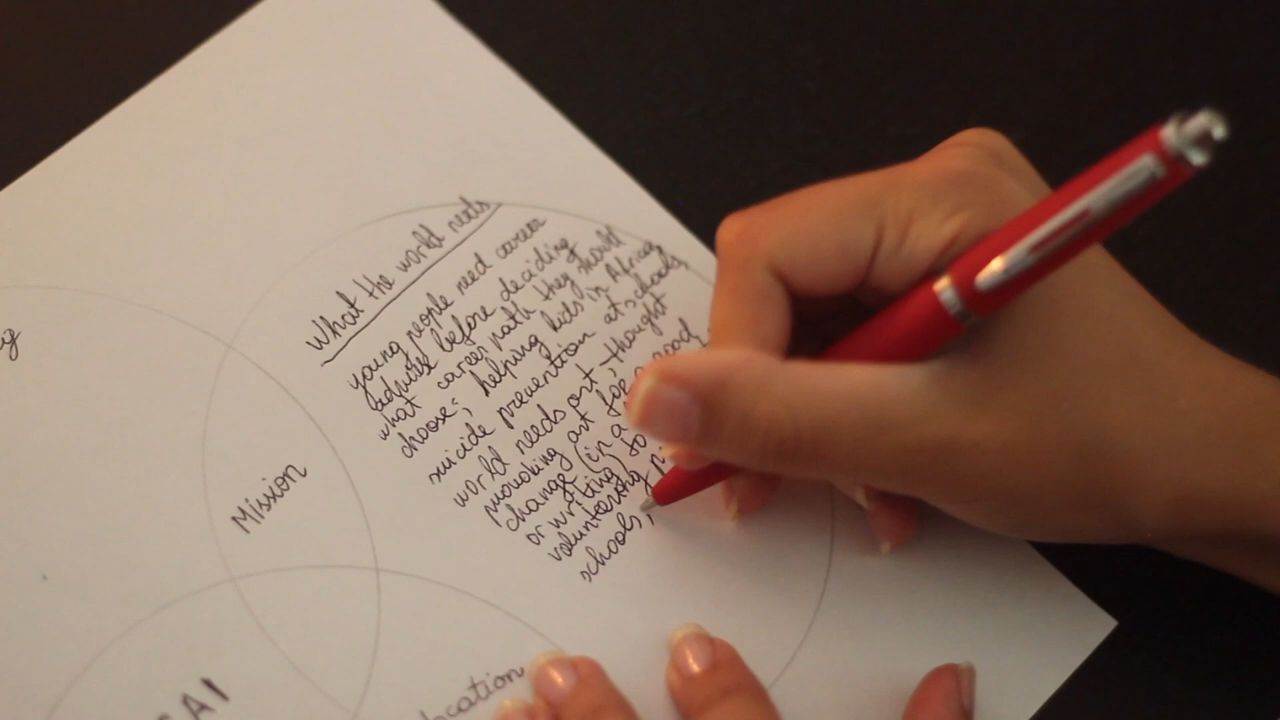 What the world needs
young people need career
advice before deciding
what career path they should
choose; helping kids in Africa,
suicide prevention at schools,
world needs art, thought
provoking art for a good
change (in a
or writing) to
volunteering
schools,
Mission